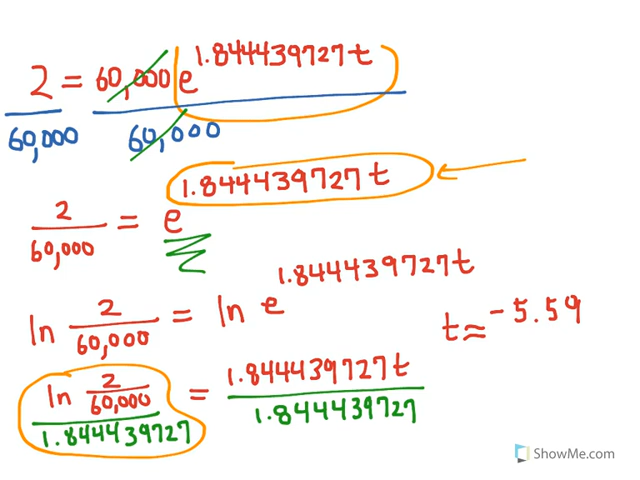 2 = 60,000 e^1.844439727t
60,000 60,000
2/60,000 = e^1.844439727t
ln 2/60,000 = ln e^1.844439727t
t ≈ -5.59
ln 2/60,000 = 1.844439727t
1.844439727 1.844439727
ShowMe.com